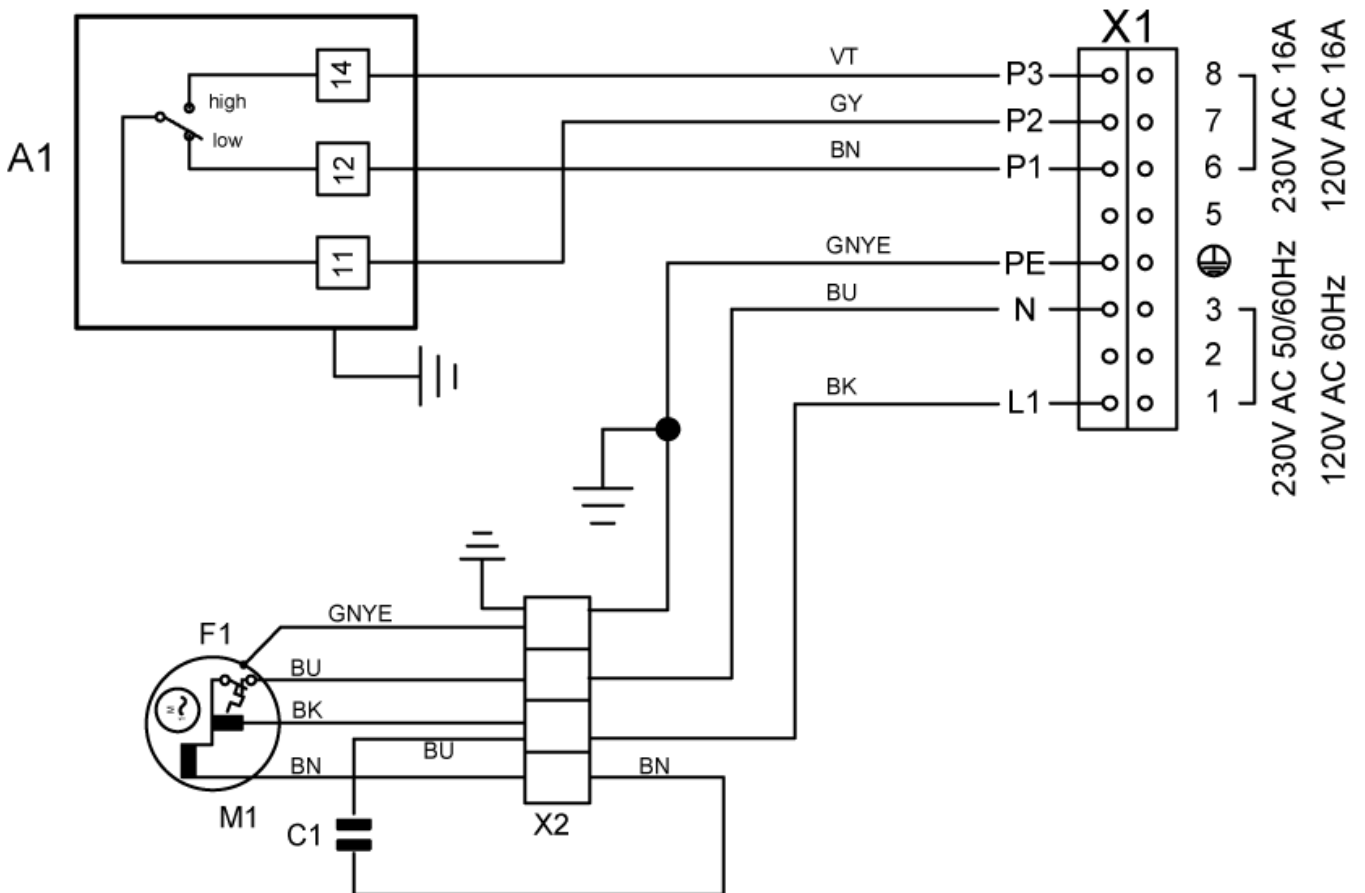 X1
A1
14
high
low
12
11
VT
P3
8
GY
P2
7
BN
P1
6
5
GNYE
PE
BU
N
3
2
BK
L1
1
230V AC 16A
120V AC 16A
230V AC 50/60Hz
120V AC 60Hz
F1
GNYE
BU
M
1~
BK
BU
BN
BN
M1
C1
X2